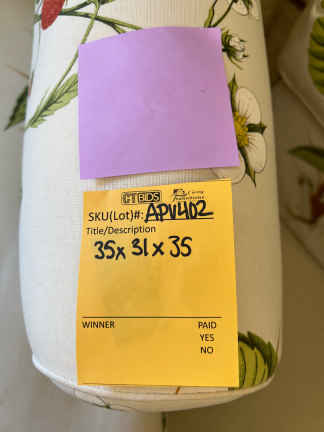 CT BIDS
SKU(Lot)#: APV402
Title/Description
35x 31x 35
WINNER PAID
YES
NO